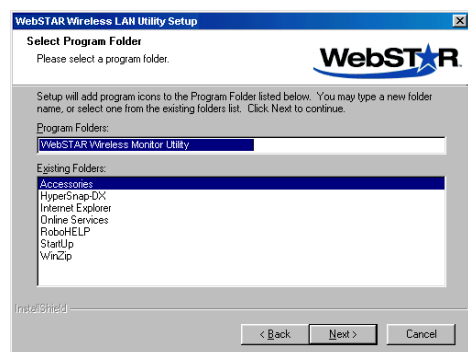 WebSTAR Wireless LAN Utility Setup
Select Program Folder
Please select a program folder.
WebSTAR
Setup will add program icons to the Program Folder listed below. You may type a new folder
name, or select one from the existing folders list. Click Next to continue.
Program Folders:
WebSTAR Wireless Monitor Utility
Existing Folders:
Accessories
HyperSnap-DX
Internet Explorer
Online Services
RoboHELP
StartUp
WinZip
InstallShield
< Back
Next >
Cancel